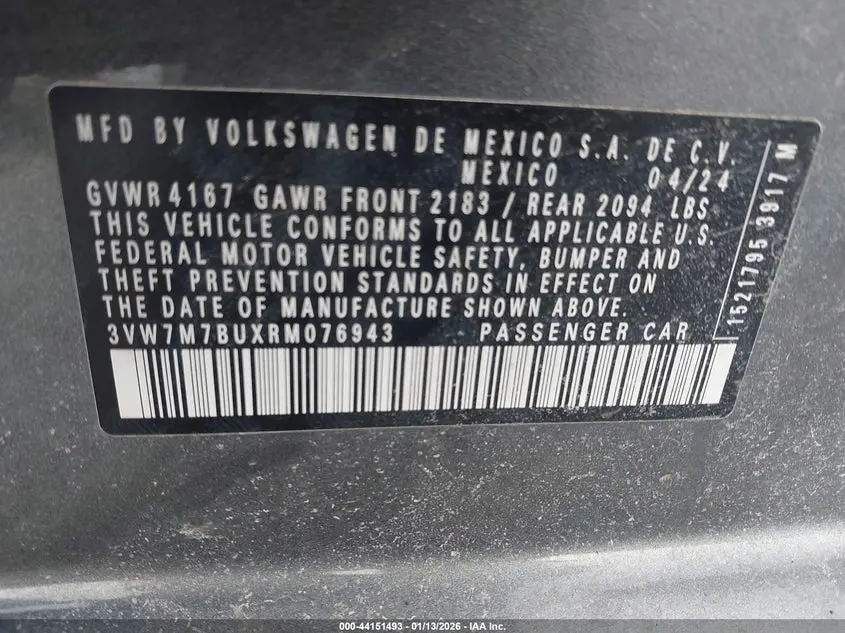 MFD BY VOLKSWAGEN DE MEXICO S.A. DE C.V.
MEXICO 04/24
GVWR 4167 GAWR FRONT 2183 / REAR 2094 LBS
THIS VEHICLE CONFORMS TO ALL APPLICABLE U.S.
FEDERAL MOTOR VEHICLE SAFETY, BUMPER AND
THEFT PREVENTION STANDARDS IN EFFECT ON
THE DATE OF MANUFACTURE SHOWN ABOVE.
3VW7M7BUXRM076943 PASSENGER CAR
1521795 3917 M
000-44151493 - 01/13/2026 - IAA Inc.